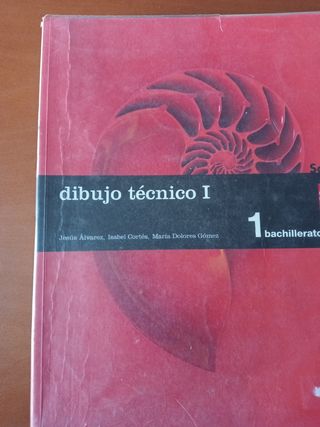 dibujo técnico I
Jesús Álvarez, Isabel Cortés, María Dolores Gómez
1 bachillerato